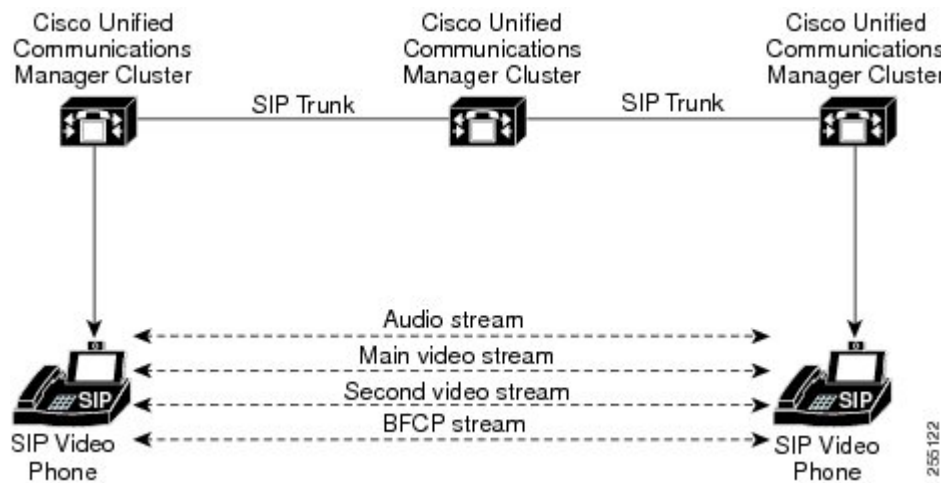 Cisco Unified
Communications
Manager Cluster
Cisco Unified
Communications
Manager Cluster
Cisco Unified
Communications
Manager Cluster
SIP Trunk
SIP Trunk
Audio stream
Main video stream
Second video stream
BFCP stream
SIP
SIP
SIP Video
Phone
SIP Video
Phone
255122